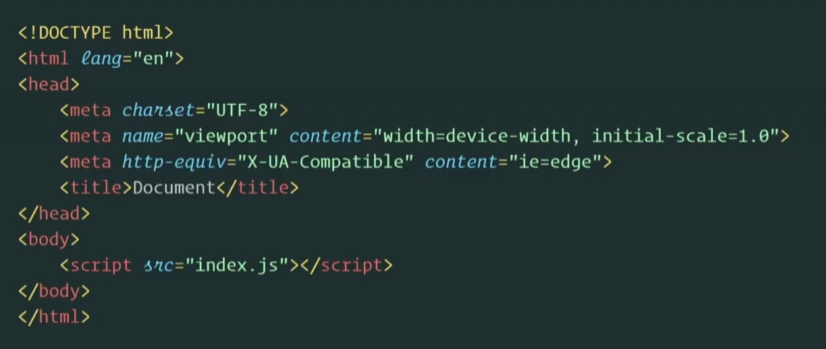 <!DOCTYPE html>
<html lang="en">
<head>
    <meta charset="UTF-8">
    <meta name="viewport" content="width=device-width, initial-scale=1.0">
    <meta http-equiv="X-UA-Compatible" content="ie=edge">
    <title>Document</title>
</head>
<body>
    <script src="index.js"></script>
</body>
</html>